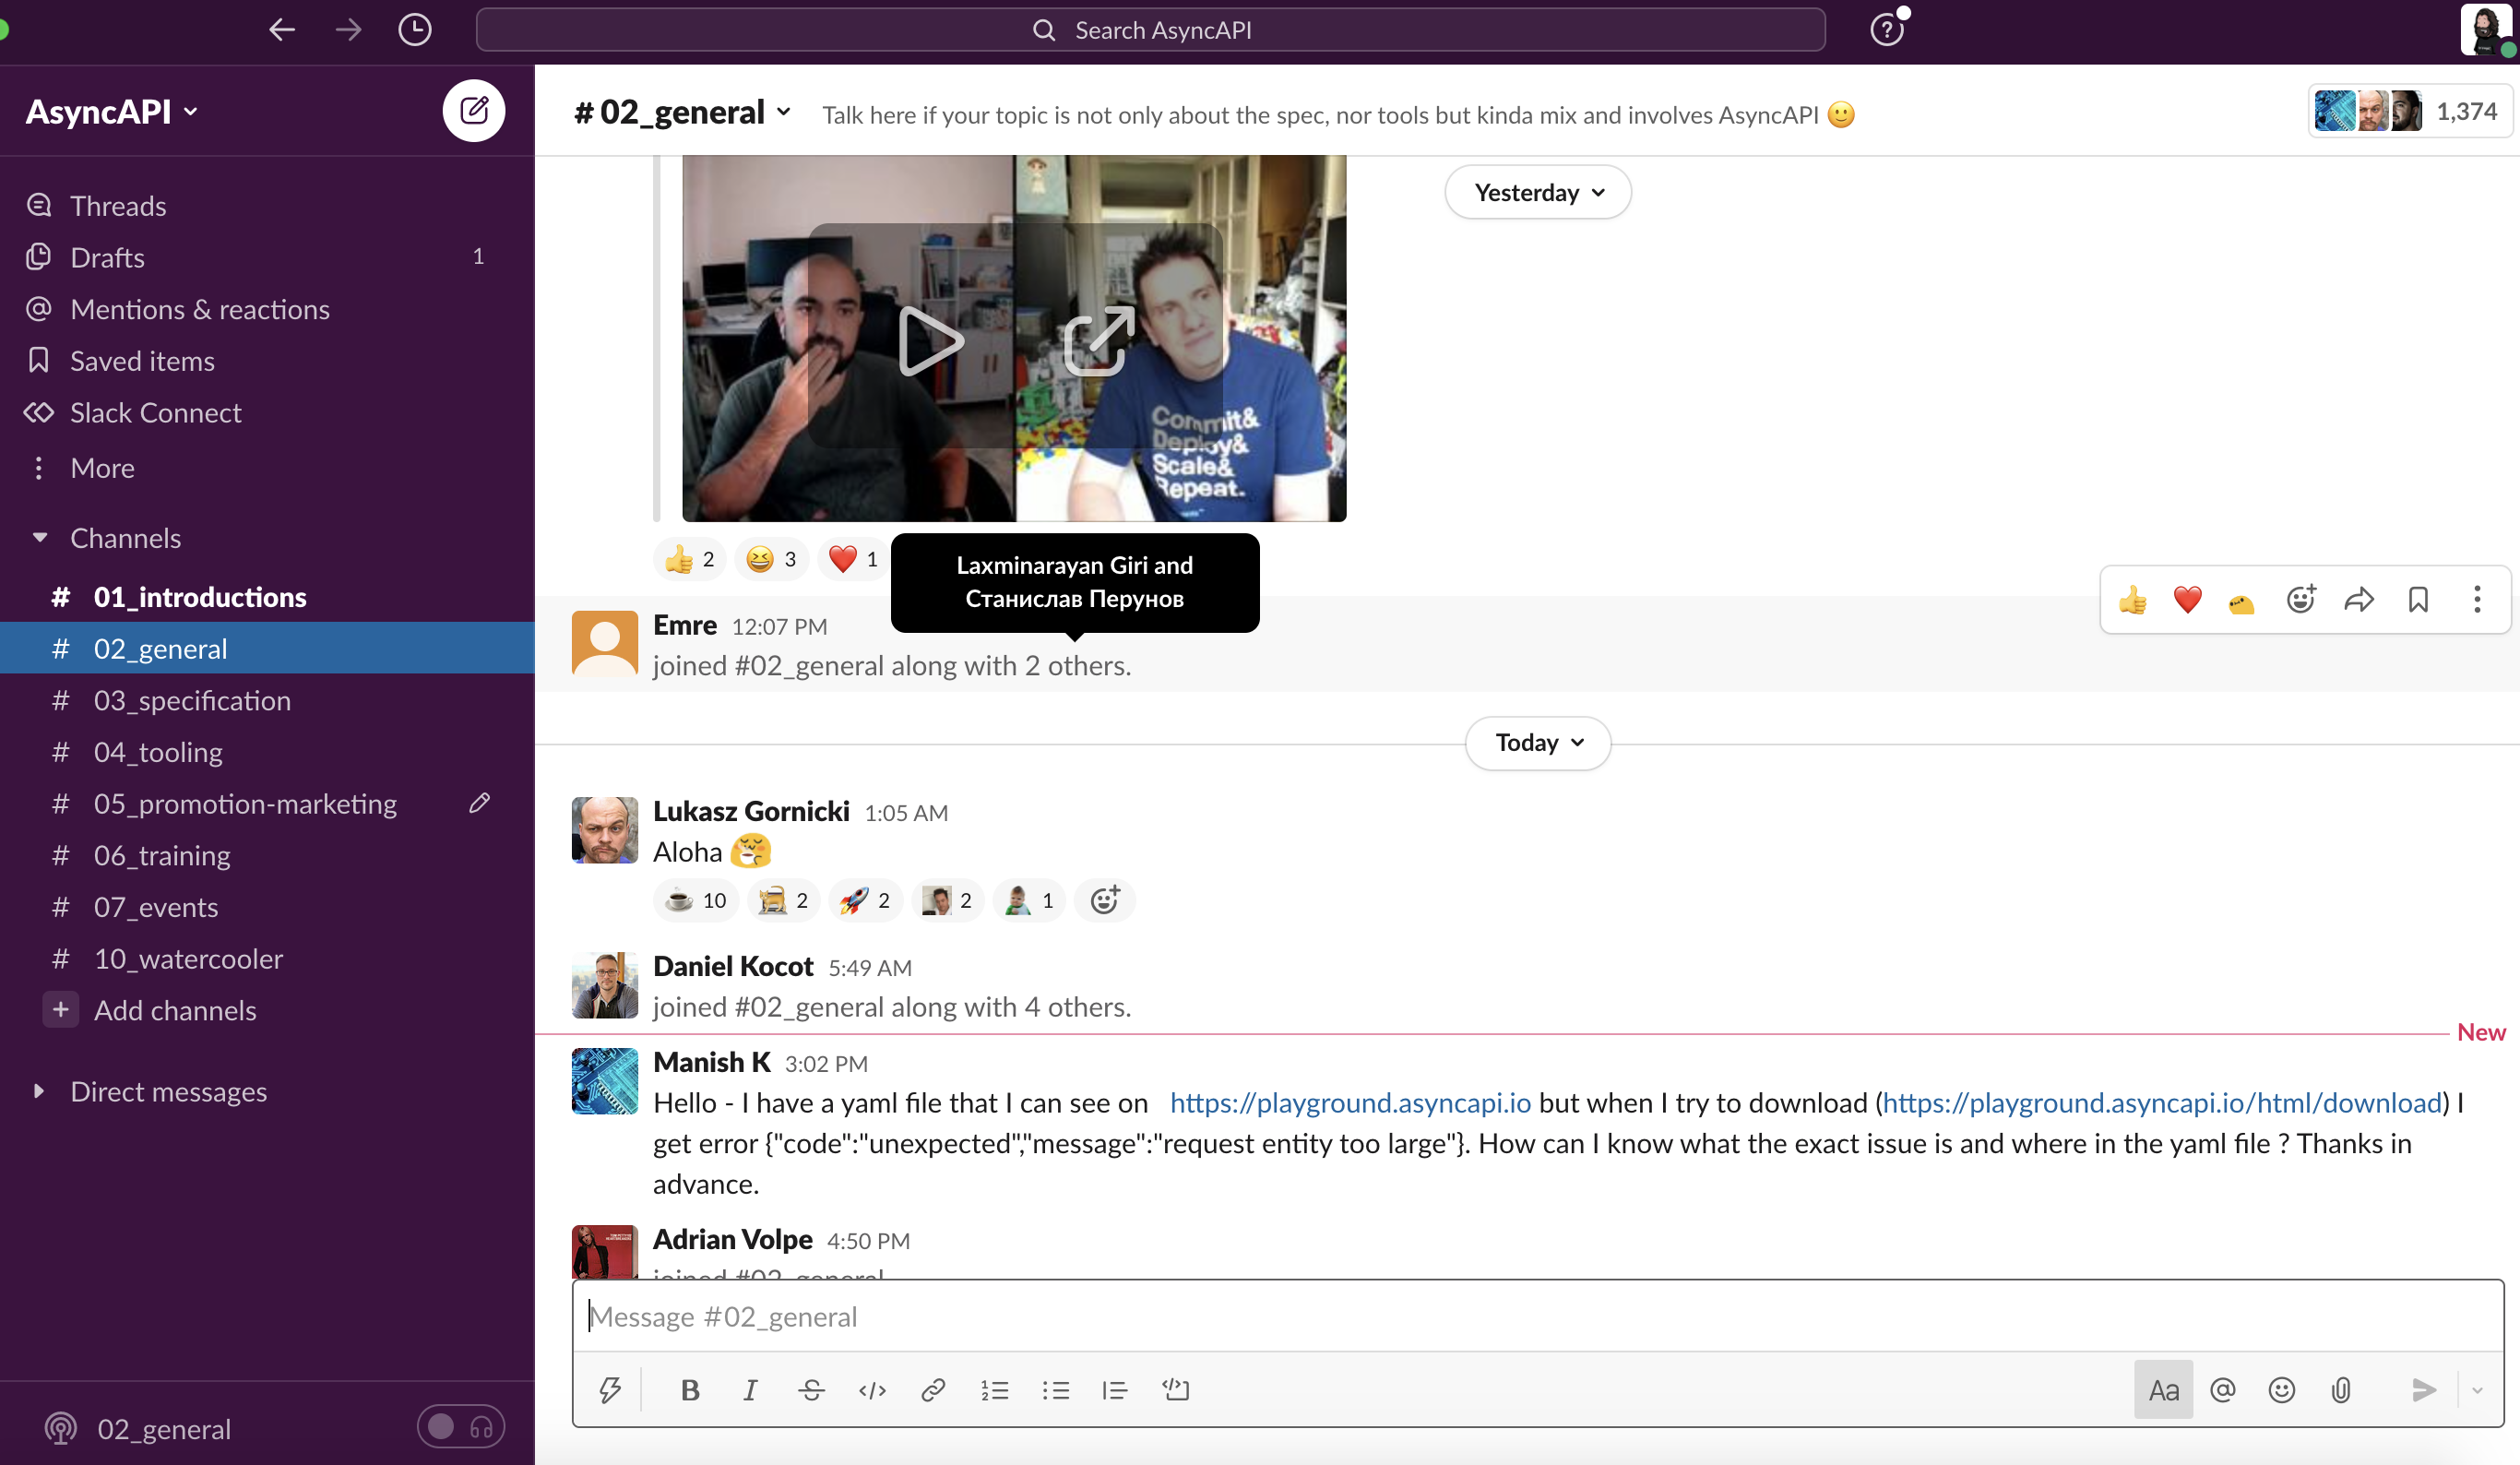 Search AsyncAPI
AsyncAPI
Threads
Drafts 1
Mentions & reactions
Saved items
Slack Connect
More
Channels
# 01_introductions
# 02_general
# 03_specification
# 04_tooling
# 05_promotion-marketing
# 06_training
# 07_events
# 10_watercooler
+ Add channels
Direct messages
02_general
# 02_general
Talk here if your topic is not only about the spec, nor tools but kinda mix and involves AsyncAPI 🙂
1,374
Yesterday
Commit&
Deploy&
Scale&
Repeat.
👍 2 😆 3 ❤️ 1
Laxminarayan Giri and
Станислав Перунов
Emre 12:07 PM
joined #02_general along with 2 others.
Today
Lukasz Gornicki 1:05 AM
Aloha
☕ 10 2 🚀 2 2 1
Daniel Kocot 5:49 AM
joined #02_general along with 4 others.
New
Manish K 3:02 PM
Hello - I have a yaml file that I can see on https://playground.asyncapi.io but when I try to download (https://playground.asyncapi.io/html/download) I
get error {"code":"unexpected","message":"request entity too large"}. How can I know what the exact issue is and where in the yaml file ? Thanks in
advance.
Adrian Volpe 4:50 PM
joined #02_general
Message #02_general
B I S </> Aa @